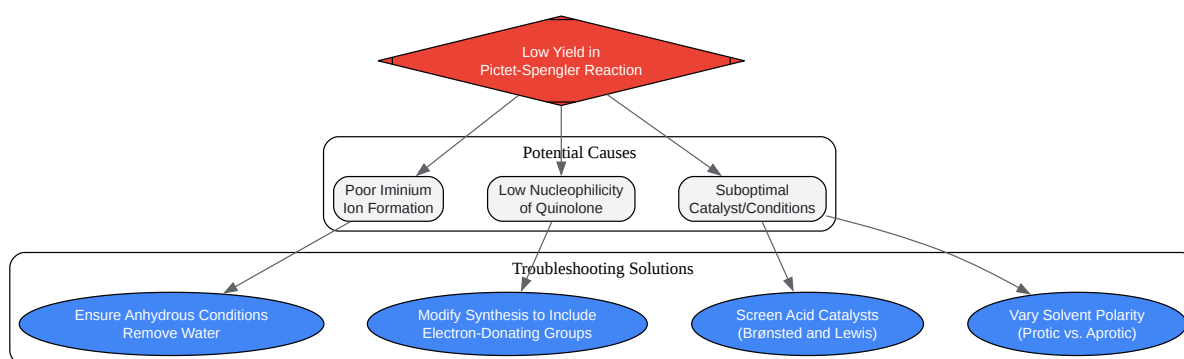 Low Yield in
Pictet-Spengler Reaction
Potential Causes
Poor Iminium
Ion Formation
Low Nucleophilicity
of Quinolone
Suboptimal
Catalyst/Conditions
Troubleshooting Solutions
Ensure Anhydrous Conditions
Remove Water
Modify Synthesis to Include
Electron-Donating Groups
Screen Acid Catalysts
(Brønsted and Lewis)
Vary Solvent Polarity
(Protic vs. Aprotic)